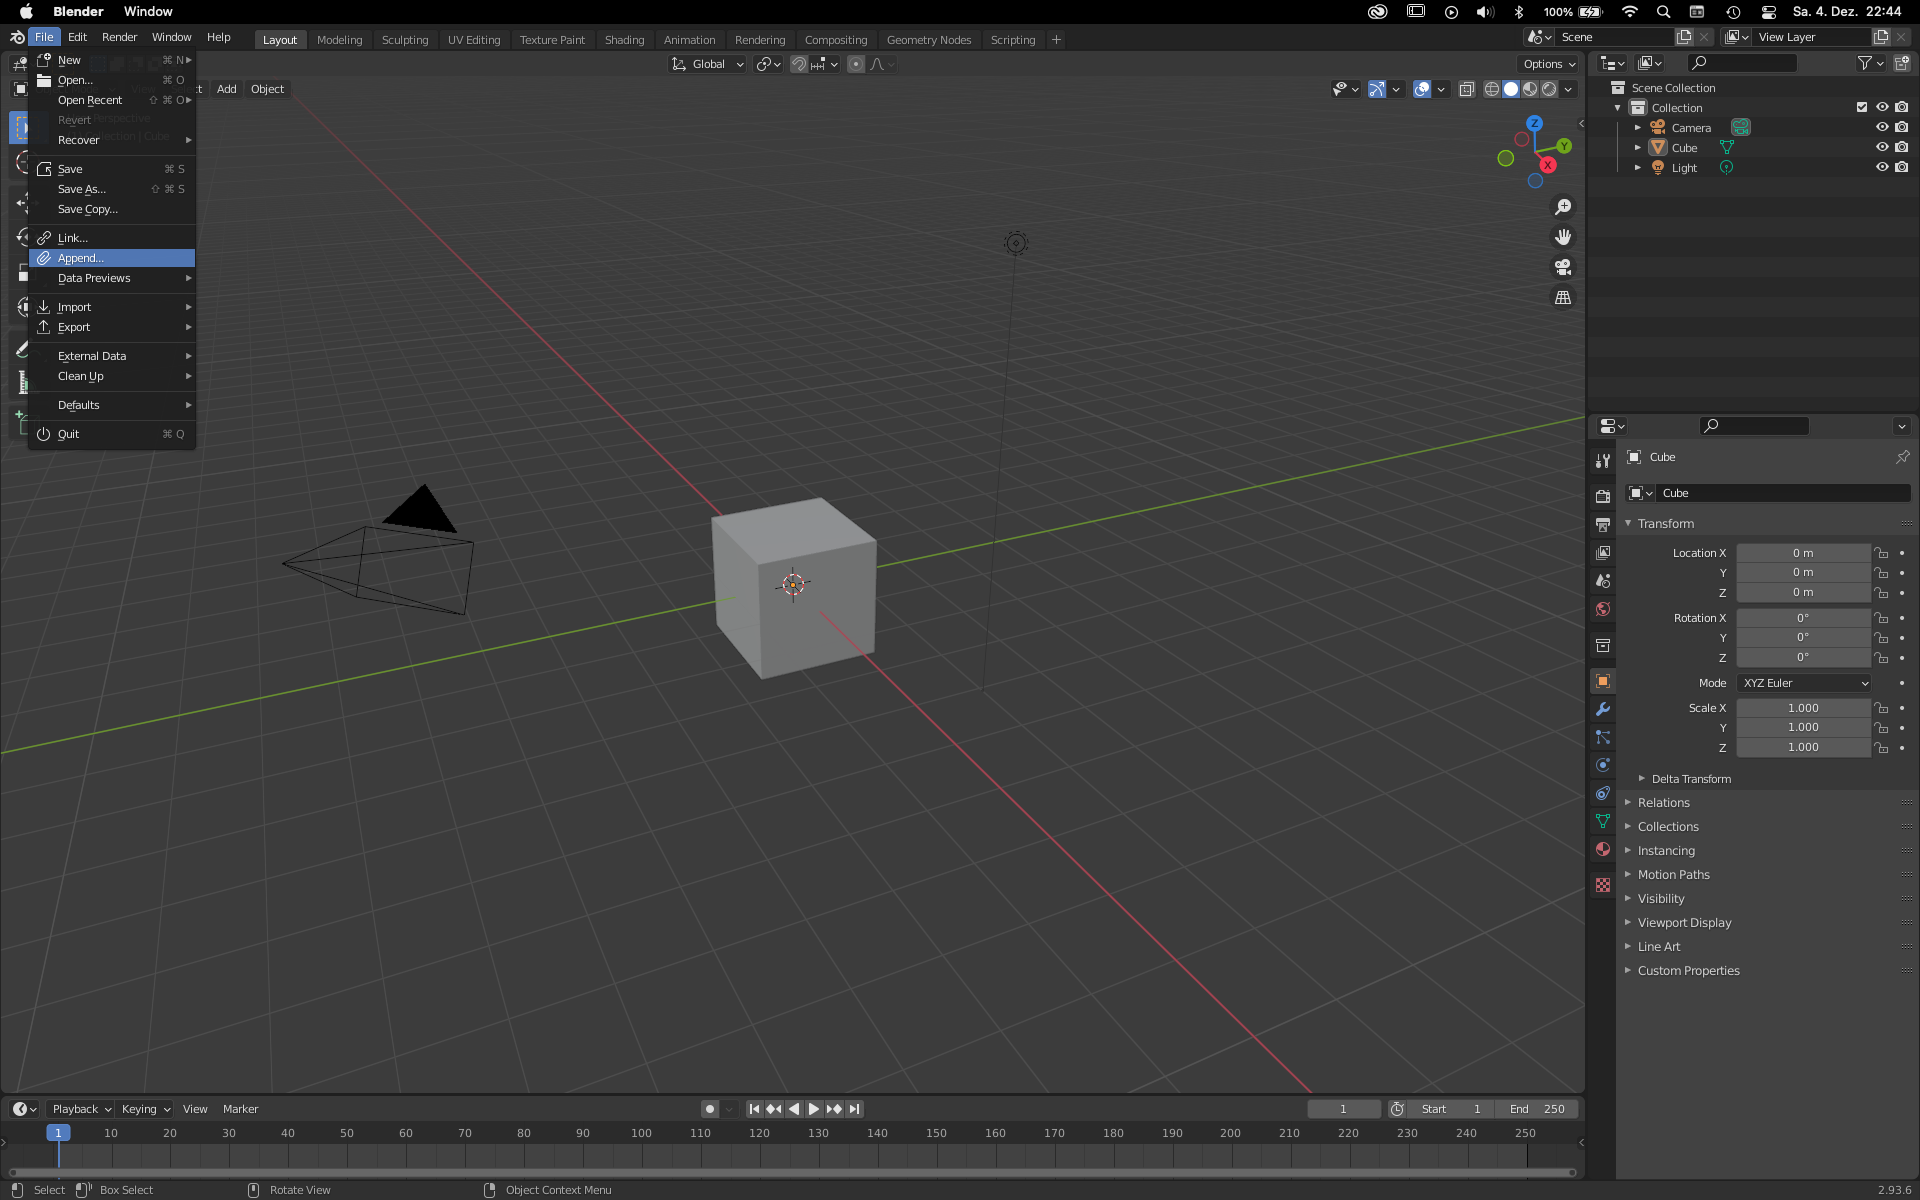 Blender Window
100% Sa. 4. Dez. 22:44
File Edit Render Window Help
Layout Modeling Sculpting UV Editing Texture Paint Shading Animation Rendering Compositing Geometry Nodes Scripting +
Scene View Layer
New ⌘ N
Open... ⌘ O
Open Recent ⇧ ⌘ O
Revert
Recover
Save ⌘ S
Save As... ⇧ ⌘ S
Save Copy...
Link...
Append...
Data Previews
Import
Export
External Data
Clean Up
Defaults
Quit ⌘ Q
Global
Options
Add Object
Perspective
Collection | Cube
Z
Y
X
Scene Collection
Collection
Camera
Cube
Light
Cube
Cube
Transform
Location X 0 m
Y 0 m
Z 0 m
Rotation X 0°
Y 0°
Z 0°
Mode XYZ Euler
Scale X 1.000
Y 1.000
Z 1.000
Delta Transform
Relations
Collections
Instancing
Motion Paths
Visibility
Viewport Display
Line Art
Custom Properties
Playback Keying View Marker
1 Start 1 End 250
1 10 20 30 40 50 60 70 80 90 100 110 120 130 140 150 160 170 180 190 200 210 220 230 240 250
Select Box Select Rotate View Object Context Menu 2.93.6